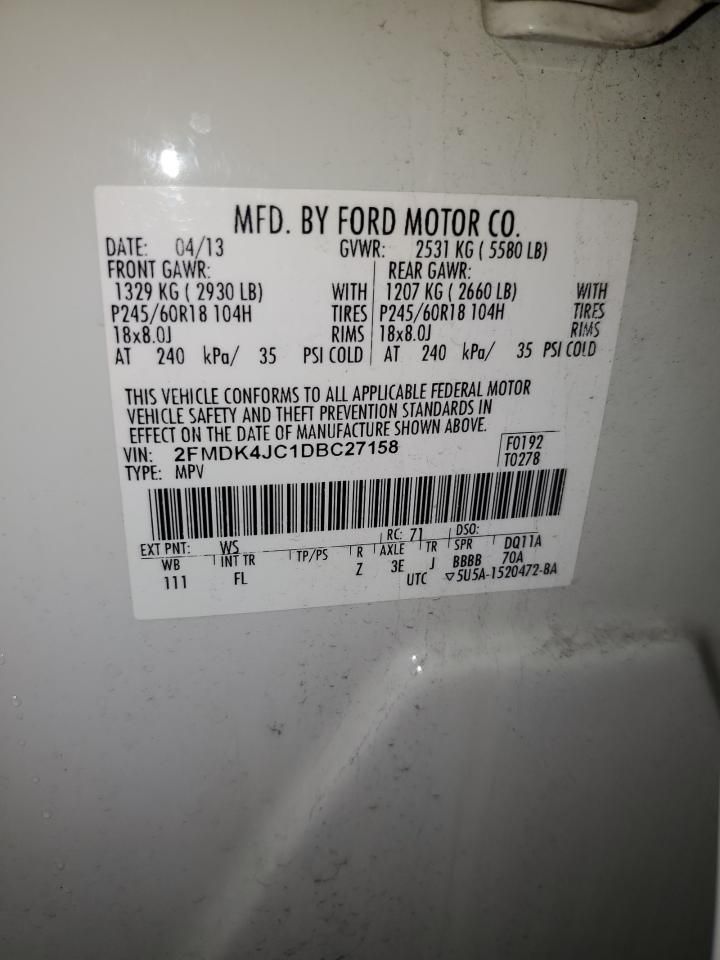 MFD. BY FORD MOTOR CO.
DATE: 04/13 GVWR: 2531 KG ( 5580 LB)
FRONT GAWR: REAR GAWR:
1329 KG ( 2930 LB) WITH 1207 KG ( 2660 LB) WITH
P245/60R18 104H TIRES P245/60R18 104H TIRES
18x8.0J RIMS 18x8.0J RIMS
AT 240 kPa/ 35 PSI COLD AT 240 kPa/ 35 PSI COLD
THIS VEHICLE CONFORMS TO ALL APPLICABLE FEDERAL MOTOR
VEHICLE SAFETY AND THEFT PREVENTION STANDARDS IN
EFFECT ON THE DATE OF MANUFACTURE SHOWN ABOVE.
VIN: 2FMDK4JC1DBC27158 F0192
TYPE: MPV T0278
EXT PNT: WS RC: 71 DSO:
WB INT TR TP/PS R AXLE TR SPR DQ11A
111 FL Z 3E J BBBB 70A
UTC ▽5U5A-1520472-BA